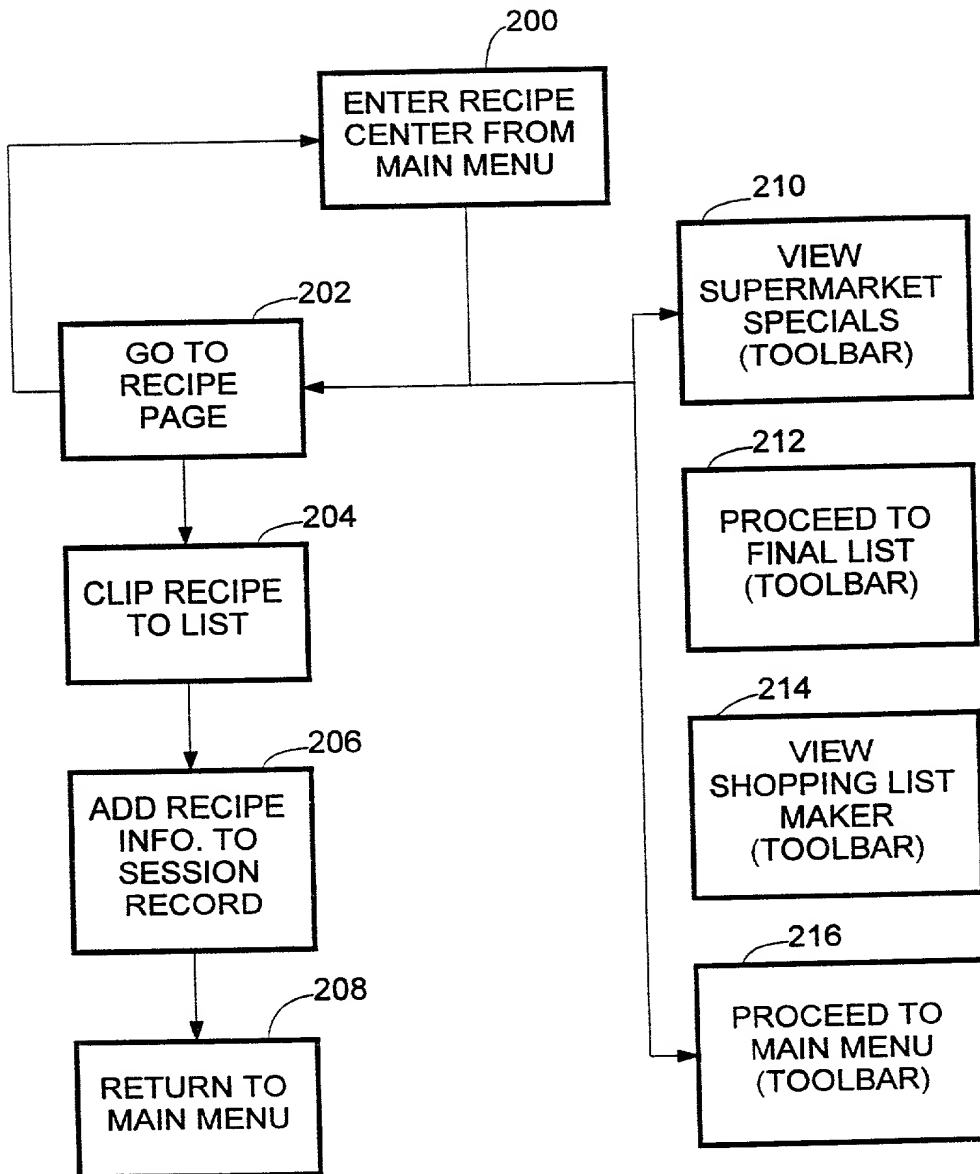 200
ENTER RECIPE
CENTER FROM
MAIN MENU
202
GO TO
RECIPE
PAGE
204
CLIP RECIPE
TO LIST
206
ADD RECIPE
INFO. TO
SESSION
RECORD
208
RETURN TO
MAIN MENU
210
VIEW
SUPERMARKET
SPECIALS
(TOOLBAR)
212
PROCEED TO
FINAL LIST
(TOOLBAR)
214
VIEW
SHOPPING LIST
MAKER
(TOOLBAR)
216
PROCEED TO
MAIN MENU
(TOOLBAR)